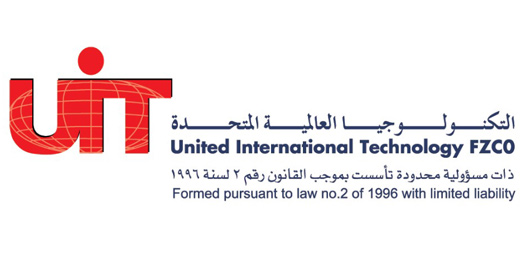 UiT
التكنولوجيا العالمية المتحدة
United International Technology FZCO
ذات مسؤولية محدودة تأسست بموجب القانون رقم ٢ لسنة ١٩٩٦
Formed pursuant to law no.2 of 1996 with limited liability